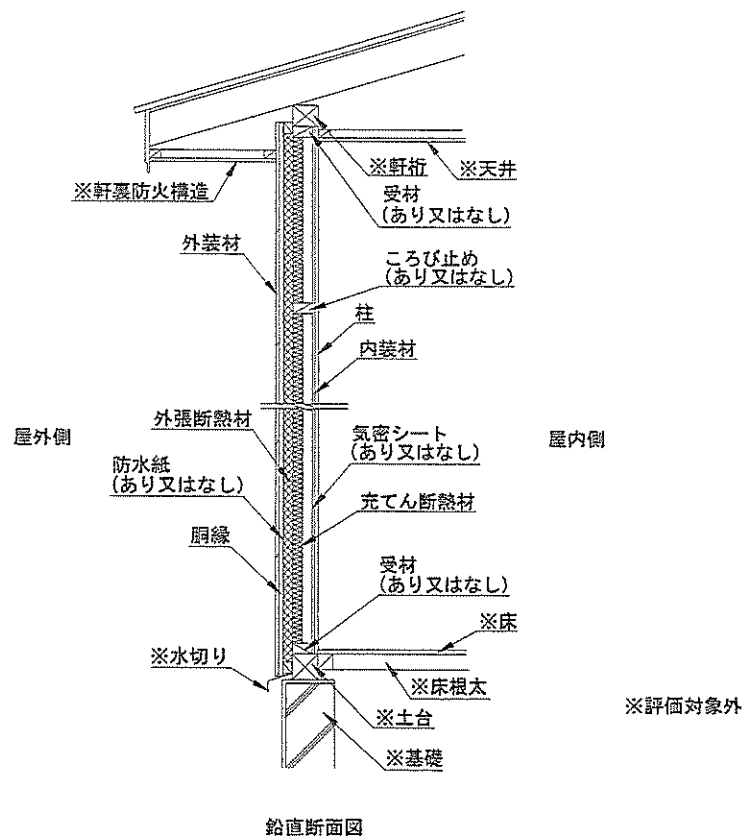 ※軒裏防火構造
※軒桁
※天井
受材
(あり又はなし)
外装材
ころび止め
(あり又はなし)
柱
内装材
屋外側
外張断熱材
気密シート
(あり又はなし)
屋内側
防水紙
(あり又はなし)
充てん断熱材
胴縁
受材
(あり又はなし)
※床
※水切り
※床根太
※土台
※評価対象外
※基礎
鉛直断面図